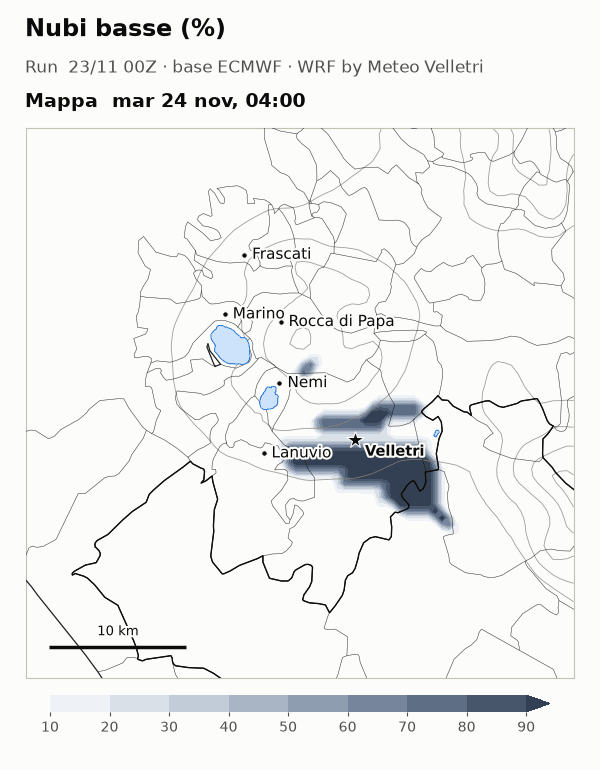 Nubi basse (%)
Run  23/11 00Z · base ECMWF · WRF by Meteo Velletri
Mappa  mar 24 nov, 04:00
Frascati
Marino
Rocca di Papa
Nemi
Velletri
Lanuvio
10 km
10 20 30 40 50 60 70 80 90